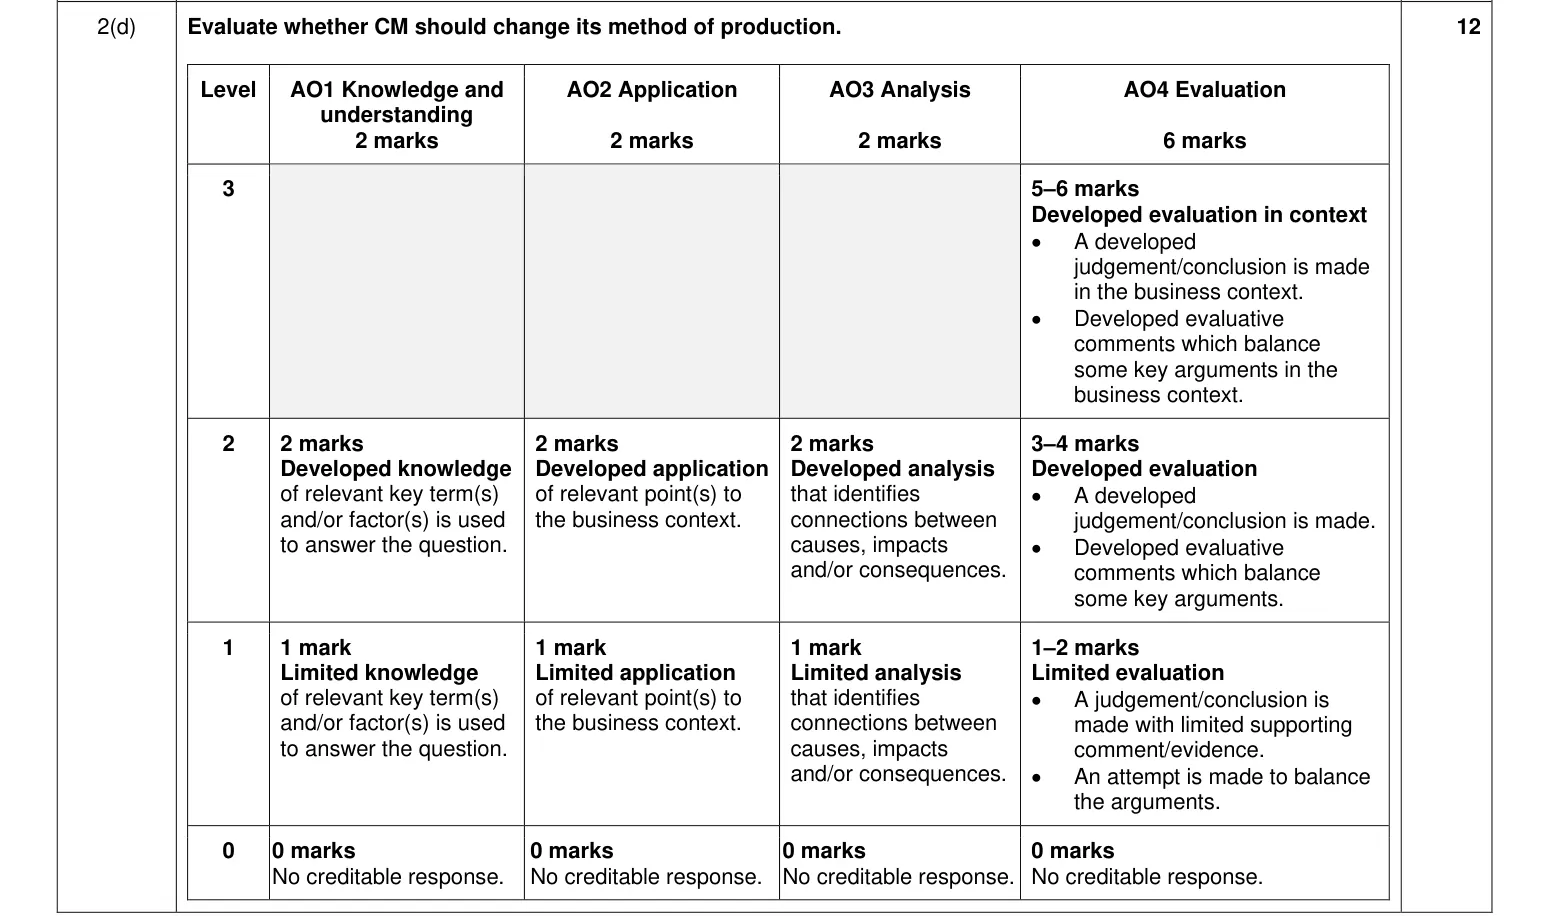 2(d)
Evaluate whether CM should change its method of production.
12
Level
AO1 Knowledge and
understanding
2 marks
AO2 Application
2 marks
AO3 Analysis
2 marks
AO4 Evaluation
6 marks
3
5–6 marks
Developed evaluation in context
• A developed
judgement/conclusion is made
in the business context.
• Developed evaluative
comments which balance
some key arguments in the
business context.
2
2 marks
Developed knowledge
of relevant key term(s)
and/or factor(s) is used
to answer the question.
2 marks
Developed application
of relevant point(s) to
the business context.
2 marks
Developed analysis
that identifies
connections between
causes, impacts
and/or consequences.
3–4 marks
Developed evaluation
• A developed
judgement/conclusion is made.
• Developed evaluative
comments which balance
some key arguments.
1
1 mark
Limited knowledge
of relevant key term(s)
and/or factor(s) is used
to answer the question.
1 mark
Limited application
of relevant point(s) to
the business context.
1 mark
Limited analysis
that identifies
connections between
causes, impacts
and/or consequences.
1–2 marks
Limited evaluation
• A judgement/conclusion is
made with limited supporting
comment/evidence.
• An attempt is made to balance
the arguments.
0
0 marks
No creditable response.
0 marks
No creditable response.
0 marks
No creditable response.
0 marks
No creditable response.